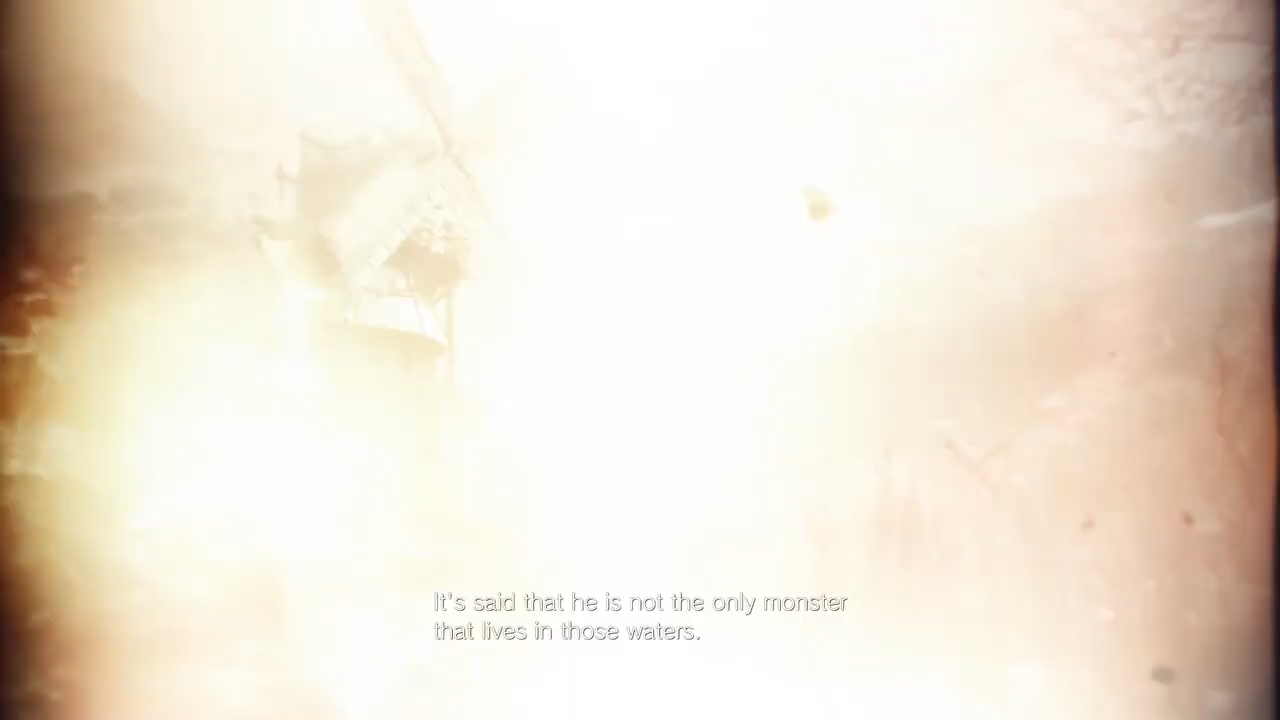 It's said that he is not the only monster
that lives in those waters.